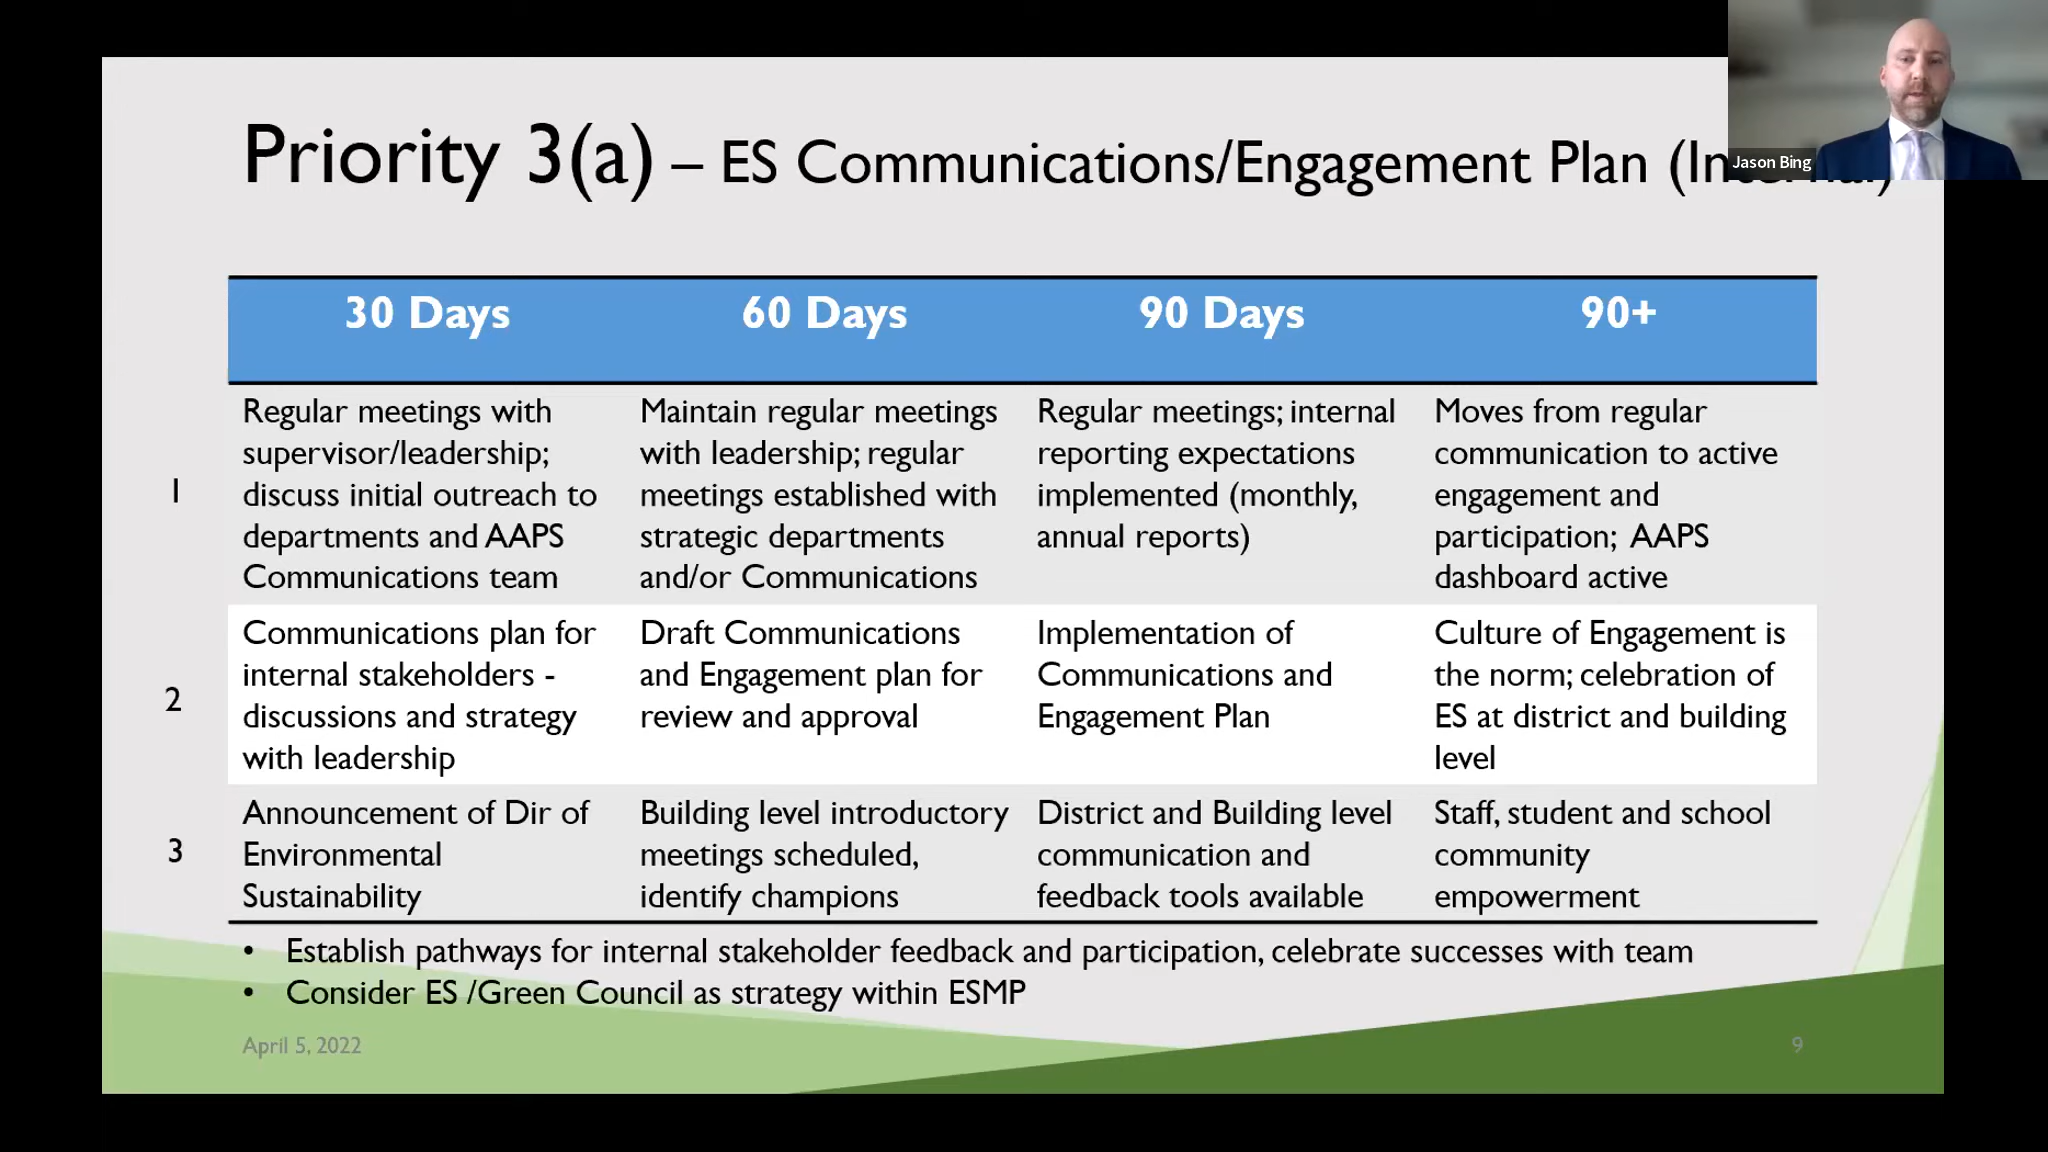 Priority 3(a) – ES Communications/Engagement Plan (Internal)
Jason Bing
30 Days 60 Days 90 Days 90+
1
Regular meetings with
supervisor/leadership;
discuss initial outreach to
departments and AAPS
Communications team
Maintain regular meetings
with leadership; regular
meetings established with
strategic departments
and/or Communications
Regular meetings; internal
reporting expectations
implemented (monthly,
annual reports)
Moves from regular
communication to active
engagement and
participation; AAPS
dashboard active
2
Communications plan for
internal stakeholders -
discussions and strategy
with leadership
Draft Communications
and Engagement plan for
review and approval
Implementation of
Communications and
Engagement Plan
Culture of Engagement is
the norm; celebration of
ES at district and building
level
3
Announcement of Dir of
Environmental
Sustainability
Building level introductory
meetings scheduled,
identify champions
District and Building level
communication and
feedback tools available
Staff, student and school
community
empowerment
• Establish pathways for internal stakeholder feedback and participation, celebrate successes with team
• Consider ES /Green Council as strategy within ESMP
April 5, 2022
9